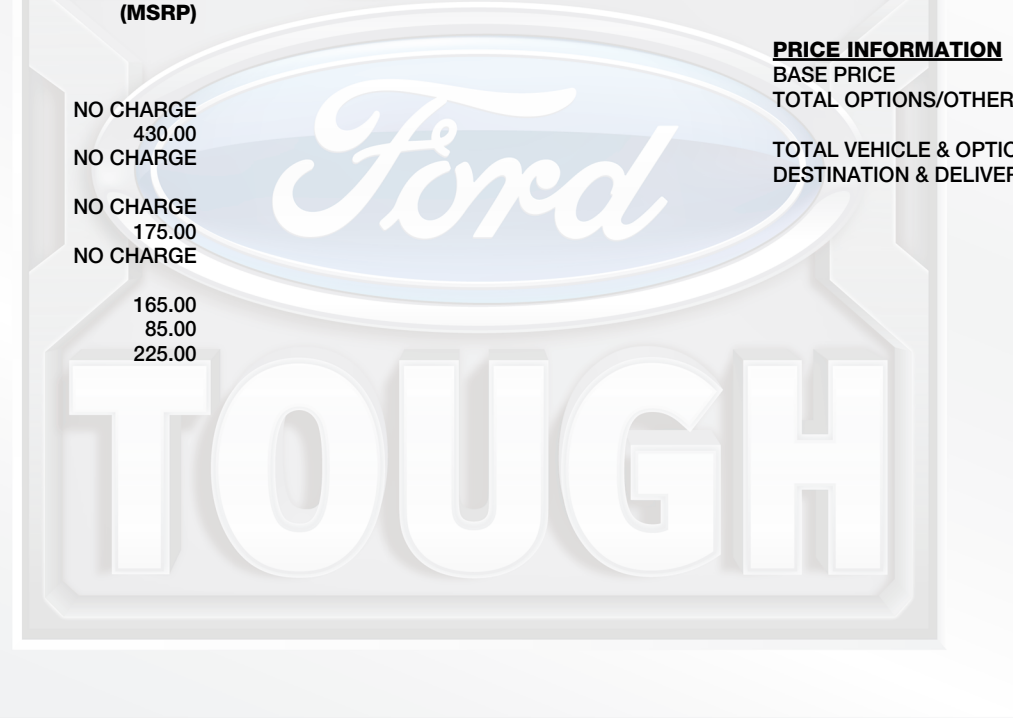 (MSRP)
NO CHARGE
430.00
NO CHARGE
NO CHARGE
175.00
NO CHARGE
165.00
85.00
225.00
PRICE INFORMATION
BASE PRICE
TOTAL OPTIONS/OTHER
TOTAL VEHICLE & OPTIO
DESTINATION & DELIVER
Ford
TOUGH